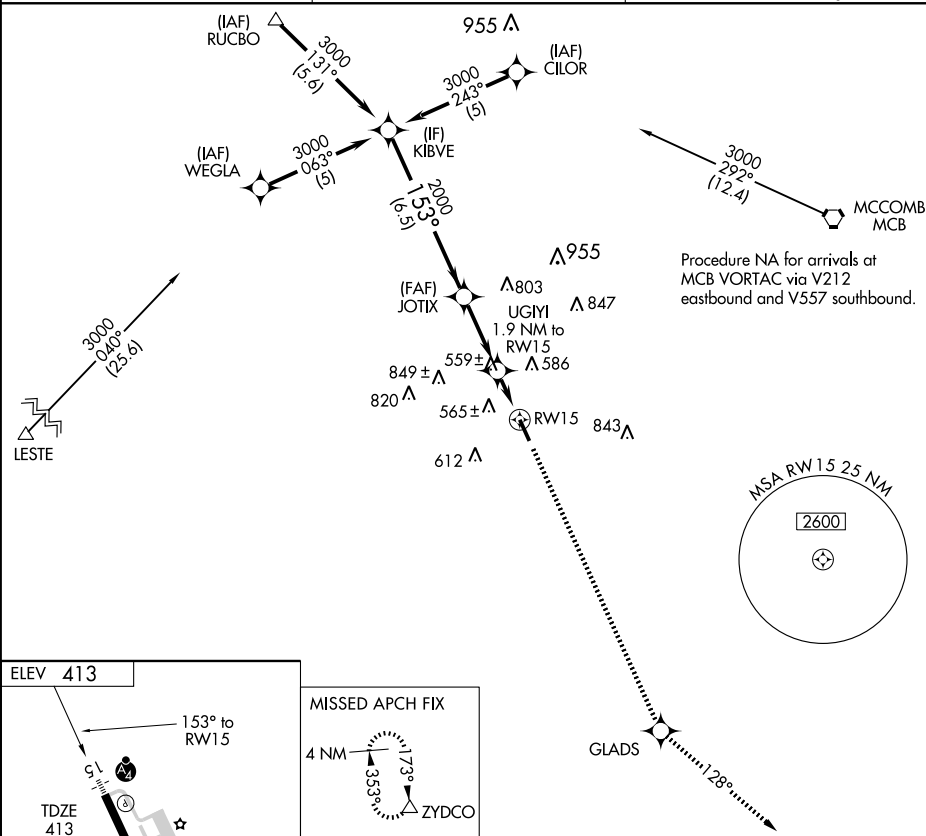 955
(IAF)
RUCBO
3000
131°
(5.6)
(IAF)
CILOR
3000
243°
(5)
(IF)
KIBVE
(IAF)
WEGLA
3000
063°
(5)
2000
153°
(6.5)
3000
292°
(12.4)
MCCOMB
MCB
Procedure NA for arrivals at
MCB VORTAC via V212
eastbound and V557 southbound.
955
(FAF)
JOTIX
803
847
UGIYI
1.9 NM to
RW15
3000
040°
(25.6)
LESTE
849 ±
559 ±
586
820
565 ±
RW15
843
612
MSA RW15 25 NM
2600
GLADS
128°
ELEV 413
153° to
RW15
15
A4
P
TDZE
413
MISSED APCH FIX
4 NM
173°
353°
ZYDCO